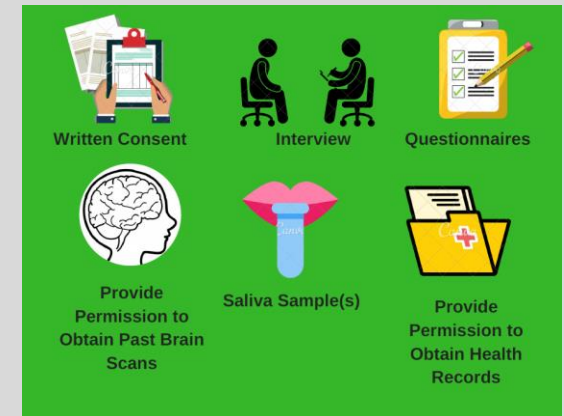 Written Consent
Interview
Questionnaires
Provide
Permission to
Obtain Past Brain
Scans
Saliva Sample(s)
Provide
Permission to
Obtain Health
Records